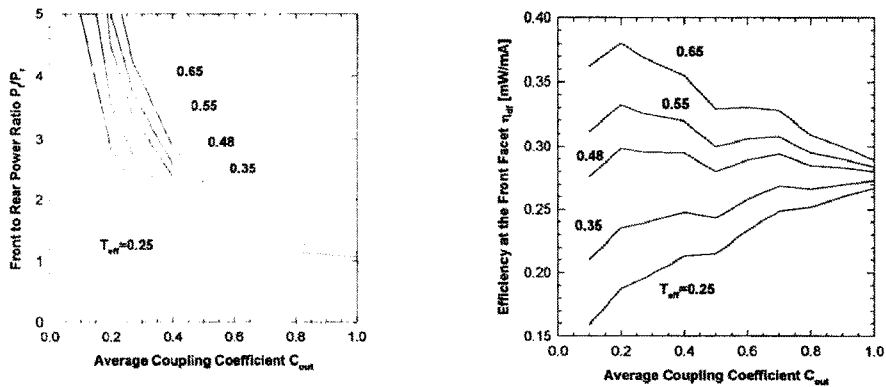 Front to Rear Power Ratio P_f/P_r
5
4
3
2
1
0
0.65
0.55
0.48
0.35
T_eff=0.25
0.0 0.2 0.4 0.6 0.8 1.0
Average Coupling Coefficient C_out
Efficiency at the Front Facet η_df [mW/mA]
0.40
0.35
0.30
0.25
0.20
0.15
0.65
0.55
0.48
0.35
T_eff=0.25
0.0 0.2 0.4 0.6 0.8 1.0
Average Coupling Coefficient C_out